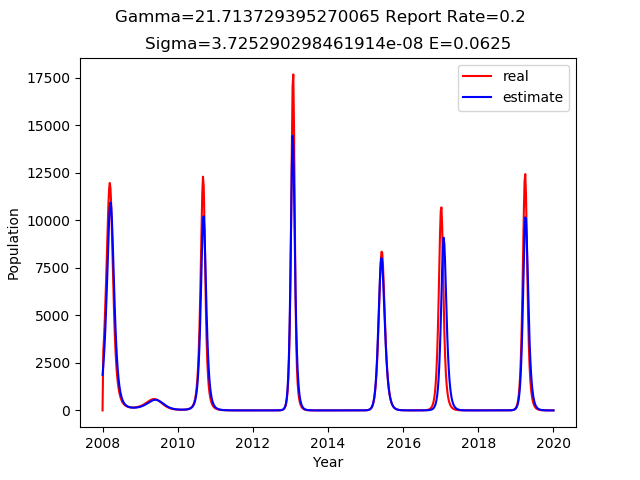 Gamma=21.713729395270065 Report Rate=0.2
Sigma=3.725290298461914e-08 E=0.0625
real
estimate
17500
15000
12500
10000
7500
5000
2500
0
Population
2008 2010 2012 2014 2016 2018 2020
Year